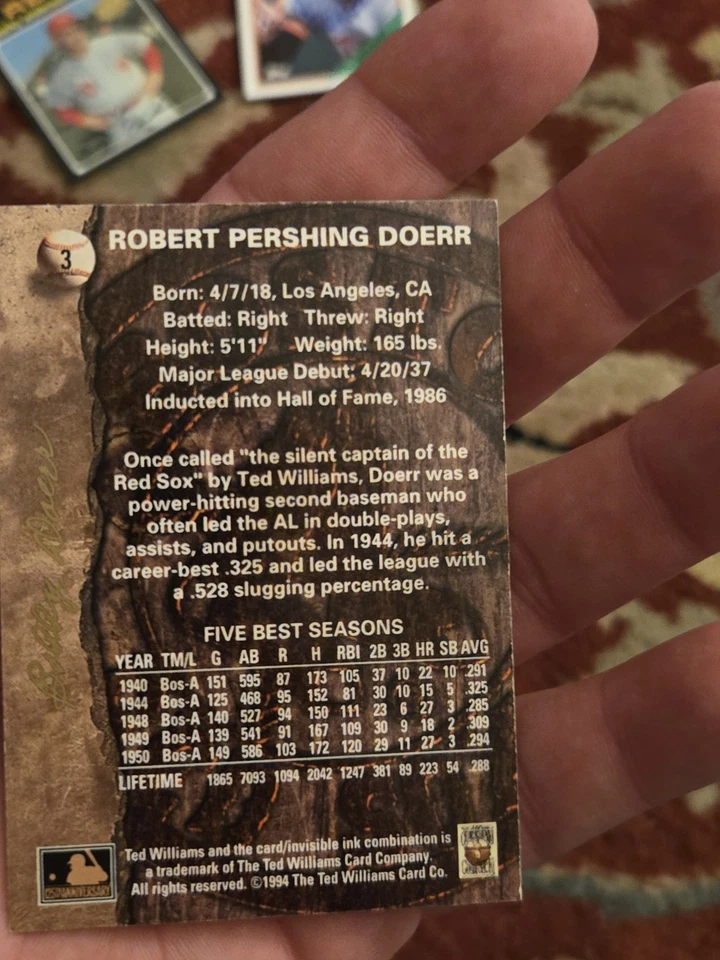 3
ROBERT PERSHING DOERR
Born: 4/7/18, Los Angeles, CA
Batted: Right Threw: Right
Height: 5'11" Weight: 165 lbs.
Major League Debut: 4/20/37
Inducted into Hall of Fame, 1986
Once called "the silent captain of the
Red Sox" by Ted Williams, Doerr was a
power-hitting second baseman who
often led the AL in double-plays,
assists, and putouts. In 1944, he hit a
career-best .325 and led the league with
a .528 slugging percentage.
FIVE BEST SEASONS
YEAR TM/L G AB R H RBI 2B 3B HR SB AVG
1940 Bos-A 151 595 87 173 105 37 10 22 10 .291
1944 Bos-A 125 468 95 152 81 30 10 15 5 .325
1948 Bos-A 140 527 94 150 111 23 6 27 3 .285
1949 Bos-A 139 541 91 167 109 30 9 18 2 .309
1950 Bos-A 149 586 103 172 120 29 11 27 3 .294
LIFETIME 1865 7093 1094 2042 1247 381 89 223 54 .288
Ted Williams and the card/invisible ink combination is
a trademark of The Ted Williams Card Company.
All rights reserved. ©1994 The Ted Williams Card Co.
125th ANNIVERSARY
Bobby Doerr